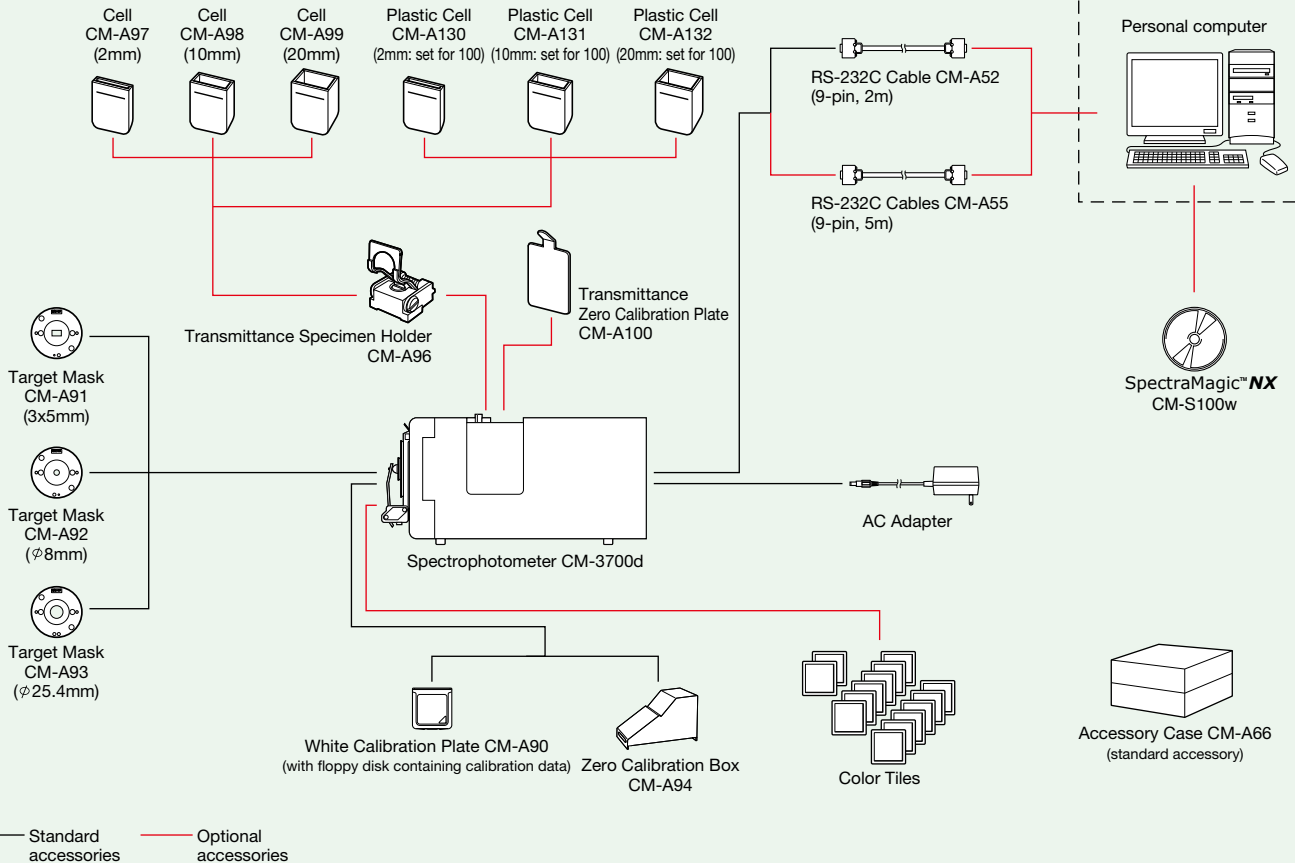 Cell
CM-A97
(2mm)
Cell
CM-A98
(10mm)
Cell
CM-A99
(20mm)
Plastic Cell
CM-A130
(2mm: set for 100)
Plastic Cell
CM-A131
(10mm: set for 100)
Plastic Cell
CM-A132
(20mm: set for 100)
RS-232C Cable CM-A52
(9-pin, 2m)
RS-232C Cables CM-A55
(9-pin, 5m)
Personal computer
SpectraMagic™ NX
CM-S100w
Transmittance Specimen Holder
CM-A96
Transmittance
Zero Calibration Plate
CM-A100
Target Mask
CM-A91
(3x5mm)
Target Mask
CM-A92
(⌀8mm)
Target Mask
CM-A93
(⌀25.4mm)
Spectrophotometer CM-3700d
AC Adapter
White Calibration Plate CM-A90
(with floppy disk containing calibration data)
Zero Calibration Box
CM-A94
Color Tiles
Accessory Case CM-A66
(standard accessory)
Standard
accessories
Optional
accessories